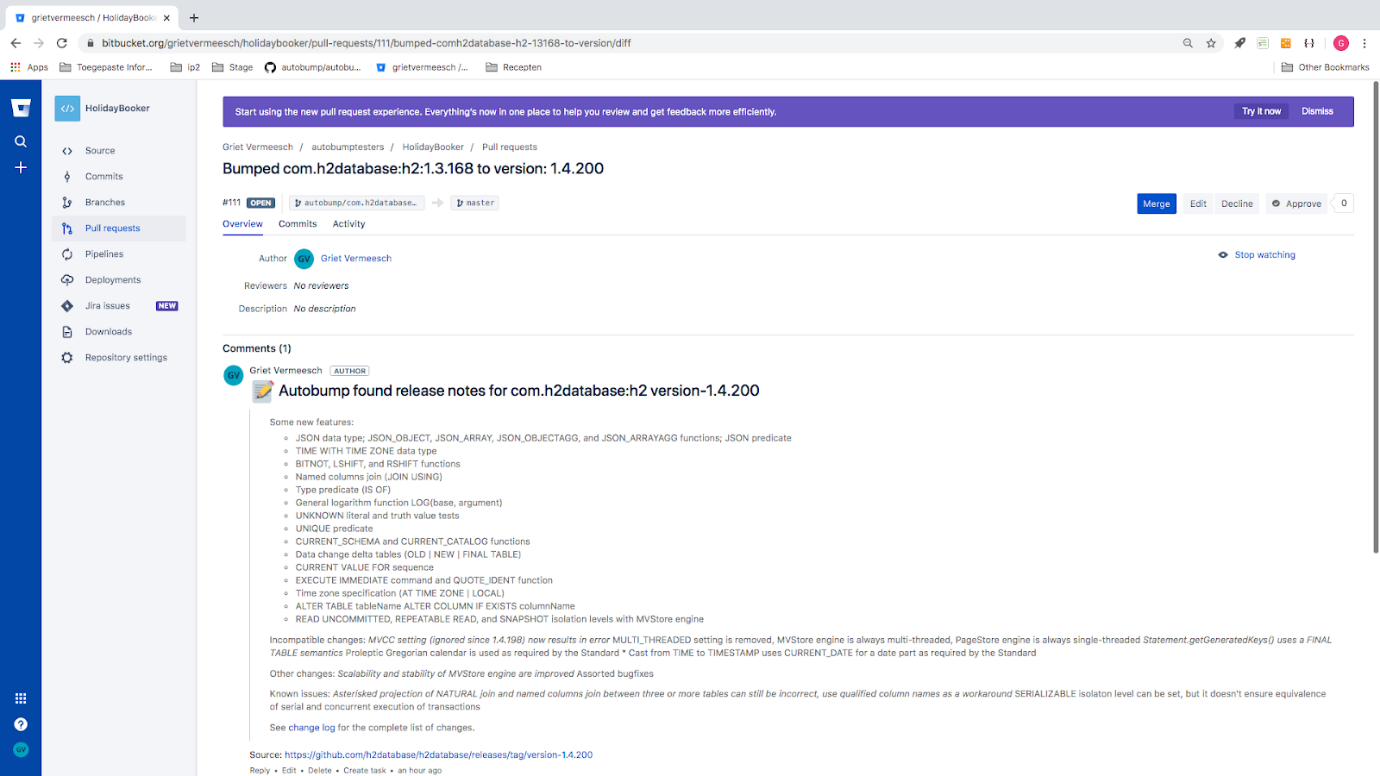 grietvermeesch / HolidayBooke
bitbucket.org/grietvermeesch/holidaybooker/pull-requests/111/bumped-comh2database-h2-13168-to-version/diff
G
Apps Toegepaste Infor... ip2 Stage autobump/autobu... grietvermeesch /... Recepten Other Bookmarks
HolidayBooker
Source
Commits
Branches
Pull requests
Pipelines
Deployments
Jira issues NEW
Downloads
Repository settings
GV
Start using the new pull request experience. Everything's now in one place to help you review and get feedback more efficiently. Try it now Dismiss
Griet Vermeesch / autobumptesters / HolidayBooker / Pull requests
Bumped com.h2database:h2:1.3.168 to version: 1.4.200
#111 OPEN autobump/com.h2database... master Merge Edit Decline Approve 0
Overview Commits Activity
Author GV Griet Vermeesch Stop watching
Reviewers No reviewers
Description No description
Comments (1)
GV Griet Vermeesch AUTHOR
Autobump found release notes for com.h2database:h2 version-1.4.200
Some new features:
JSON data type; JSON_OBJECT, JSON_ARRAY, JSON_OBJECTAGG, and JSON_ARRAYAGG functions; JSON predicate
TIME WITH TIME ZONE data type
BITNOT, LSHIFT, and RSHIFT functions
Named columns join (JOIN USING)
Type predicate (IS OF)
General logarithm function LOG(base, argument)
UNKNOWN literal and truth value tests
UNIQUE predicate
CURRENT_SCHEMA and CURRENT_CATALOG functions
Data change delta tables (OLD | NEW | FINAL TABLE)
CURRENT VALUE FOR sequence
EXECUTE IMMEDIATE command and QUOTE_IDENT function
Time zone specification (AT TIME ZONE | LOCAL)
ALTER TABLE tableName ALTER COLUMN IF EXISTS columnName
READ UNCOMMITTED, REPEATABLE READ, and SNAPSHOT isolation levels with MVStore engine
Incompatible changes: MVCC setting (ignored since 1.4.198) now results in error MULTI_THREADED setting is removed, MVStore engine is always multi-threaded, PageStore engine is always single-threaded Statement.getGeneratedKeys() uses a FINAL
TABLE semantics Proleptic Gregorian calendar is used as required by the Standard * Cast from TIME to TIMESTAMP uses CURRENT_DATE for a date part as required by the Standard
Other changes: Scalability and stability of MVStore engine are improved Assorted bugfixes
Known issues: Asterisked projection of NATURAL join and named columns join between three or more tables can still be incorrect, use qualified column names as a workaround SERIALIZABLE isolaton level can be set, but it doesn't ensure equivalence
of serial and concurrent execution of transactions
See change log for the complete list of changes.
Source: https://github.com/h2database/h2database/releases/tag/version-1.4.200
Reply • Edit • Delete • Create task • an hour ago